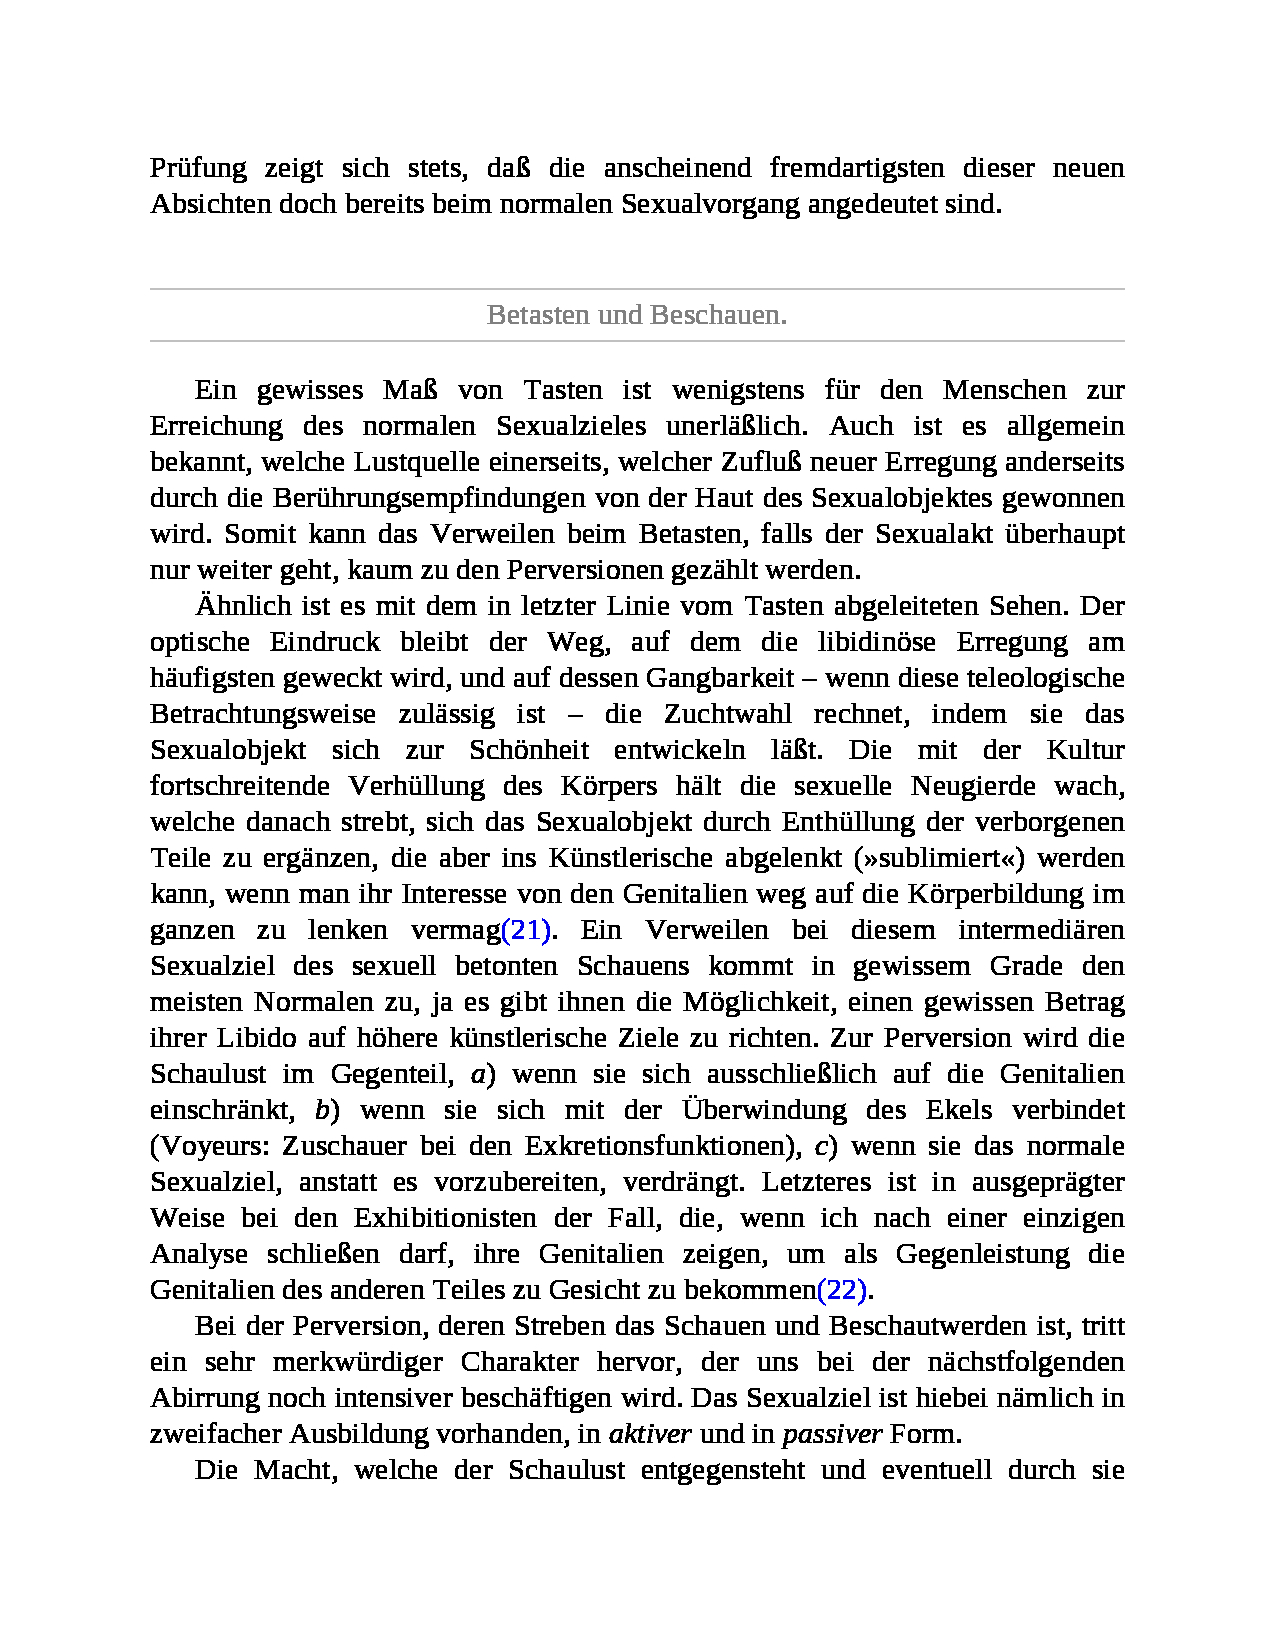 Prüfung zeigt sich stets, daß die anscheinend fremdartigsten dieser neuen
Absichten doch bereits beim normalen Sexualvorgang angedeutet sind.
Betasten und Beschauen.
Ein gewisses Maß von Tasten ist wenigstens für den Menschen zur
Erreichung des normalen Sexualzieles unerläßlich. Auch ist es allgemein
bekannt, welche Lustquelle einerseits, welcher Zufluß neuer Erregung anderseits
durch die Berührungsempfindungen von der Haut des Sexualobjektes gewonnen
wird. Somit kann das Verweilen beim Betasten, falls der Sexualakt überhaupt
nur weiter geht, kaum zu den Perversionen gezählt werden.
Ähnlich ist es mit dem in letzter Linie vom Tasten abgeleiteten Sehen. Der
optische Eindruck bleibt der Weg, auf dem die libidinöse Erregung am
häufigsten geweckt wird, und auf dessen Gangbarkeit – wenn diese teleologische
Betrachtungsweise zulässig ist – die Zuchtwahl rechnet, indem sie das
Sexualobjekt sich zur Schönheit entwickeln läßt. Die mit der Kultur
fortschreitende Verhüllung des Körpers hält die sexuelle Neugierde wach,
welche danach strebt, sich das Sexualobjekt durch Enthüllung der verborgenen
Teile zu ergänzen, die aber ins Künstlerische abgelenkt (»sublimiert«) werden
kann, wenn man ihr Interesse von den Genitalien weg auf die Körperbildung im
ganzen zu lenken vermag(21). Ein Verweilen bei diesem intermediären
Sexualziel des sexuell betonten Schauens kommt in gewissem Grade den
meisten Normalen zu, ja es gibt ihnen die Möglichkeit, einen gewissen Betrag
ihrer Libido auf höhere künstlerische Ziele zu richten. Zur Perversion wird die
Schaulust im Gegenteil, a) wenn sie sich ausschließlich auf die Genitalien
einschränkt, b) wenn sie sich mit der Überwindung des Ekels verbindet
(Voyeurs: Zuschauer bei den Exkretionsfunktionen), c) wenn sie das normale
Sexualziel, anstatt es vorzubereiten, verdrängt. Letzteres ist in ausgeprägter
Weise bei den Exhibitionisten der Fall, die, wenn ich nach einer einzigen
Analyse schließen darf, ihre Genitalien zeigen, um als Gegenleistung die
Genitalien des anderen Teiles zu Gesicht zu bekommen(22).
Bei der Perversion, deren Streben das Schauen und Beschautwerden ist, tritt
ein sehr merkwürdiger Charakter hervor, der uns bei der nächstfolgenden
Abirrung noch intensiver beschäftigen wird. Das Sexualziel ist hiebei nämlich in
zweifacher Ausbildung vorhanden, in aktiver und in passiver Form.
Die Macht, welche der Schaulust entgegensteht und eventuell durch sie